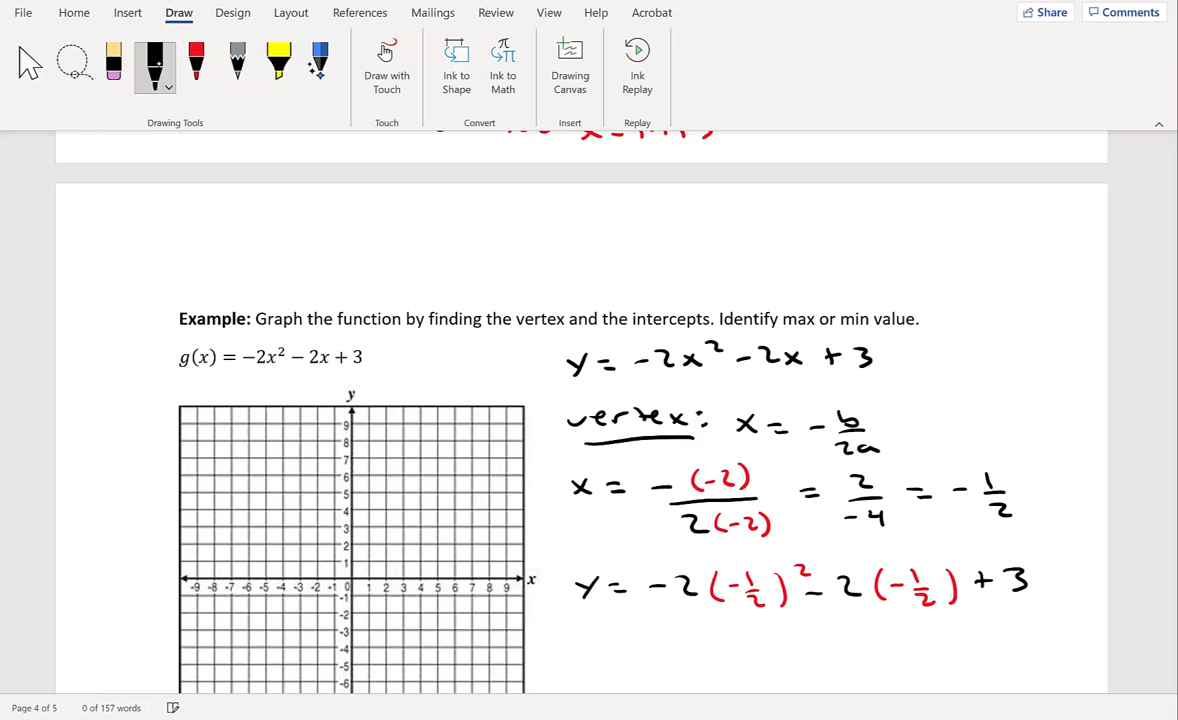 File Home Insert Draw Design Layout References Mailings Review View Help Acrobat Share Comments
Draw with Touch Ink to Shape Ink to Math Drawing Canvas Ink Replay
Drawing Tools Touch Convert Insert Replay
Example: Graph the function by finding the vertex and the intercepts. Identify max or min value.
g(x) = −2x² − 2x + 3
y = -2x² - 2x + 3
vertex: x = - b/2a
x = - (-2) / 2(-2) = 2/-4 = - 1/2
y = -2(-1/2)² - 2(-1/2) + 3
y
9
8
7
6
5
4
3
2
1
-9 -8 -7 -6 -5 -4 -3 -2 -1 0 1 2 3 4 5 6 7 8 9 x
-1
-2
-3
-4
-5
-6
Page 4 of 5 0 of 157 words